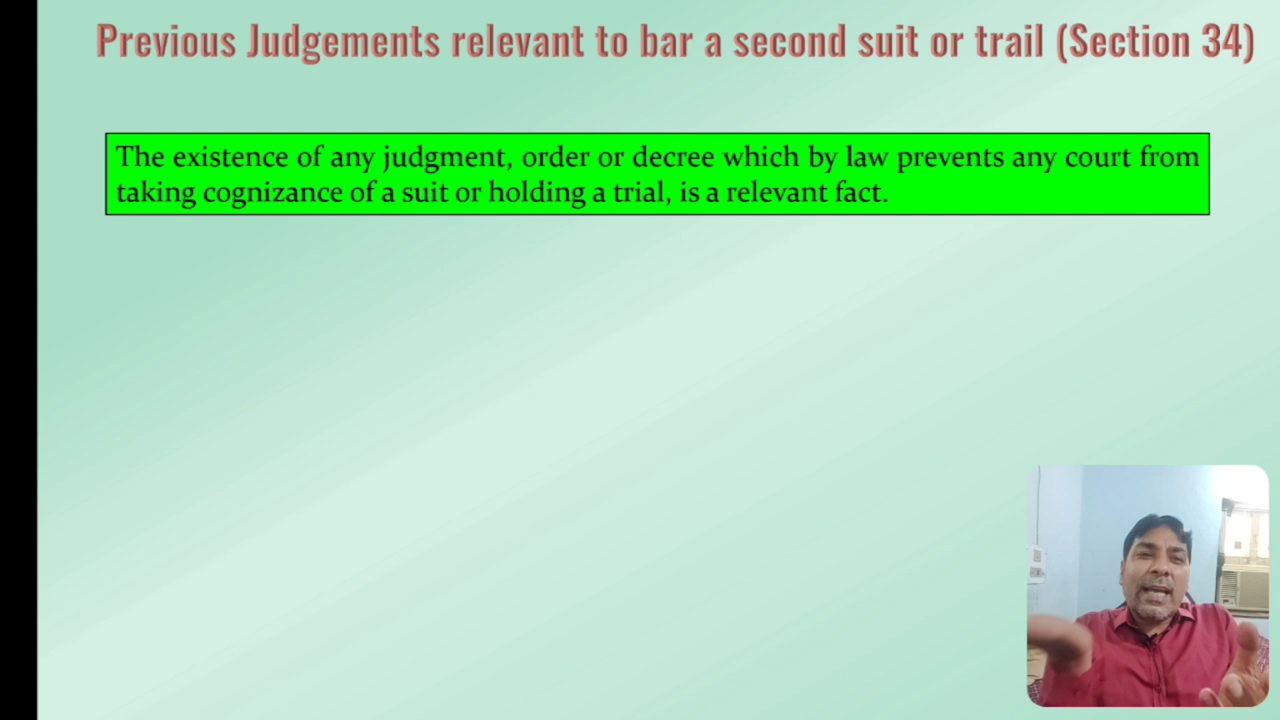 Previous Judgements relevant to bar a second suit or trail (Section 34)
The existence of any judgment, order or decree which by law prevents any court from
taking cognizance of a suit or holding a trial, is a relevant fact.